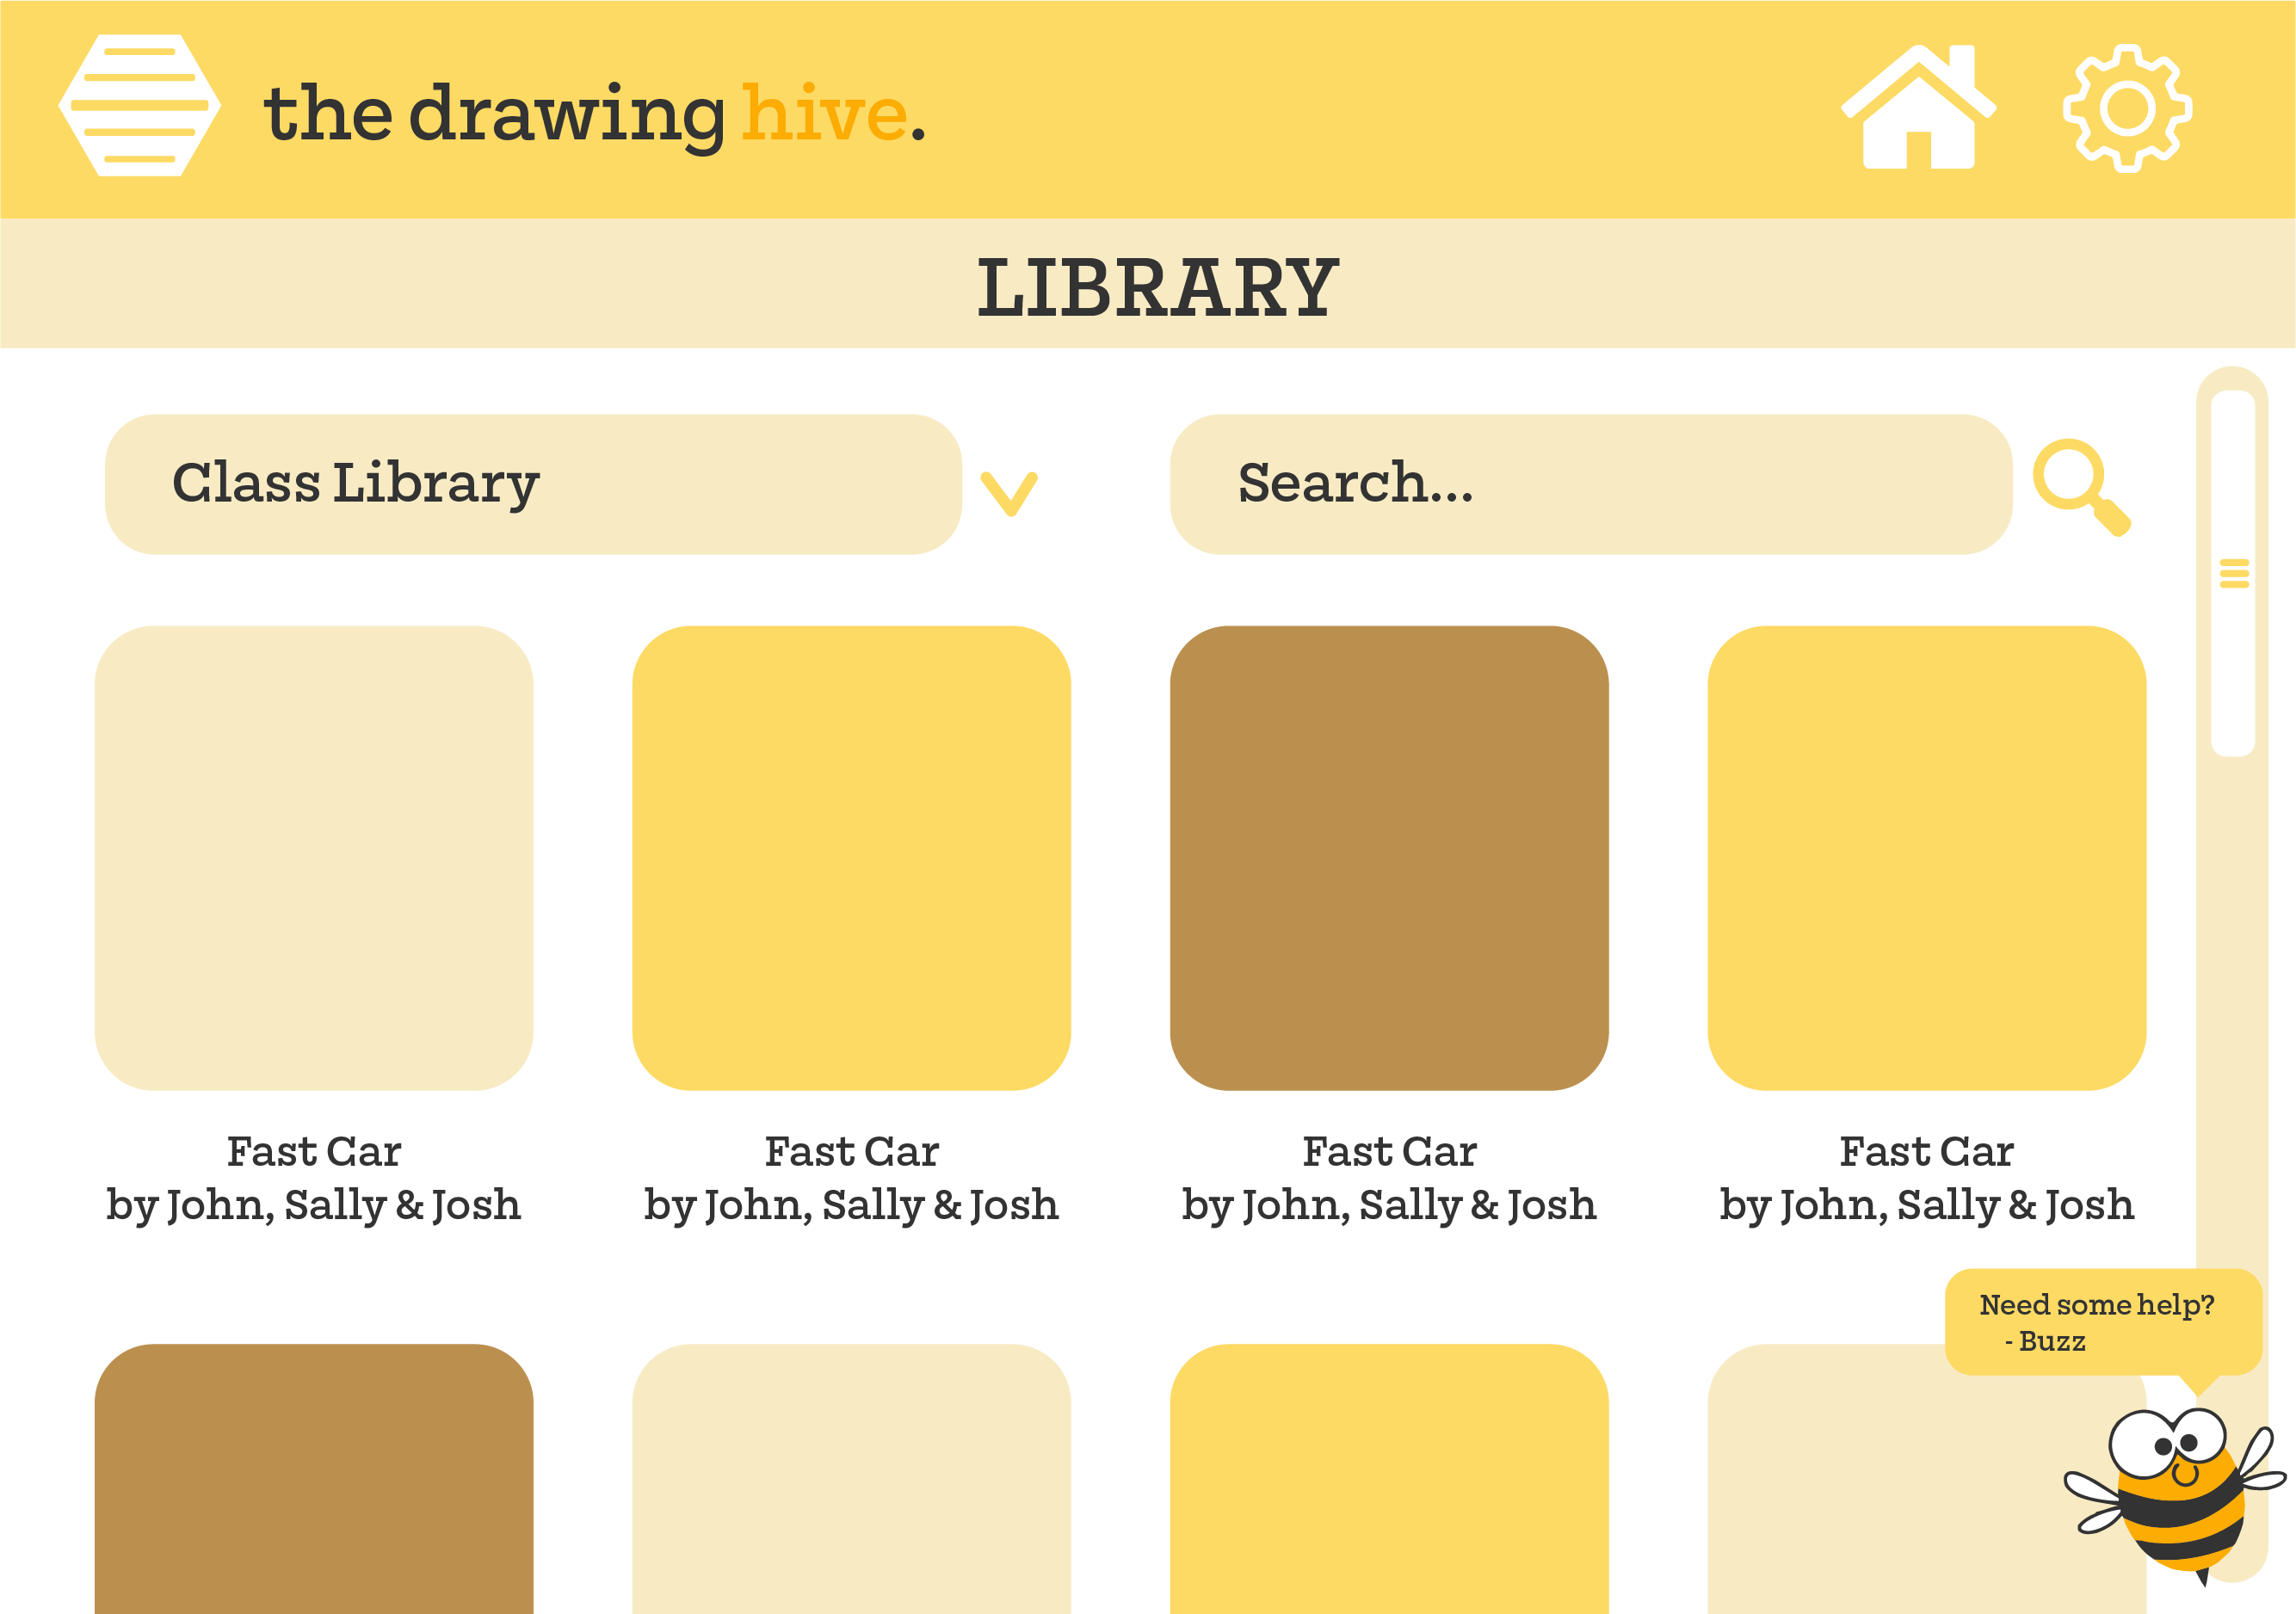 the drawing hive.
LIBRARY
Class Library
Search...
Fast Car
by John, Sally & Josh
Fast Car
by John, Sally & Josh
Fast Car
by John, Sally & Josh
Fast Car
by John, Sally & Josh
Need some help?
- Buzz